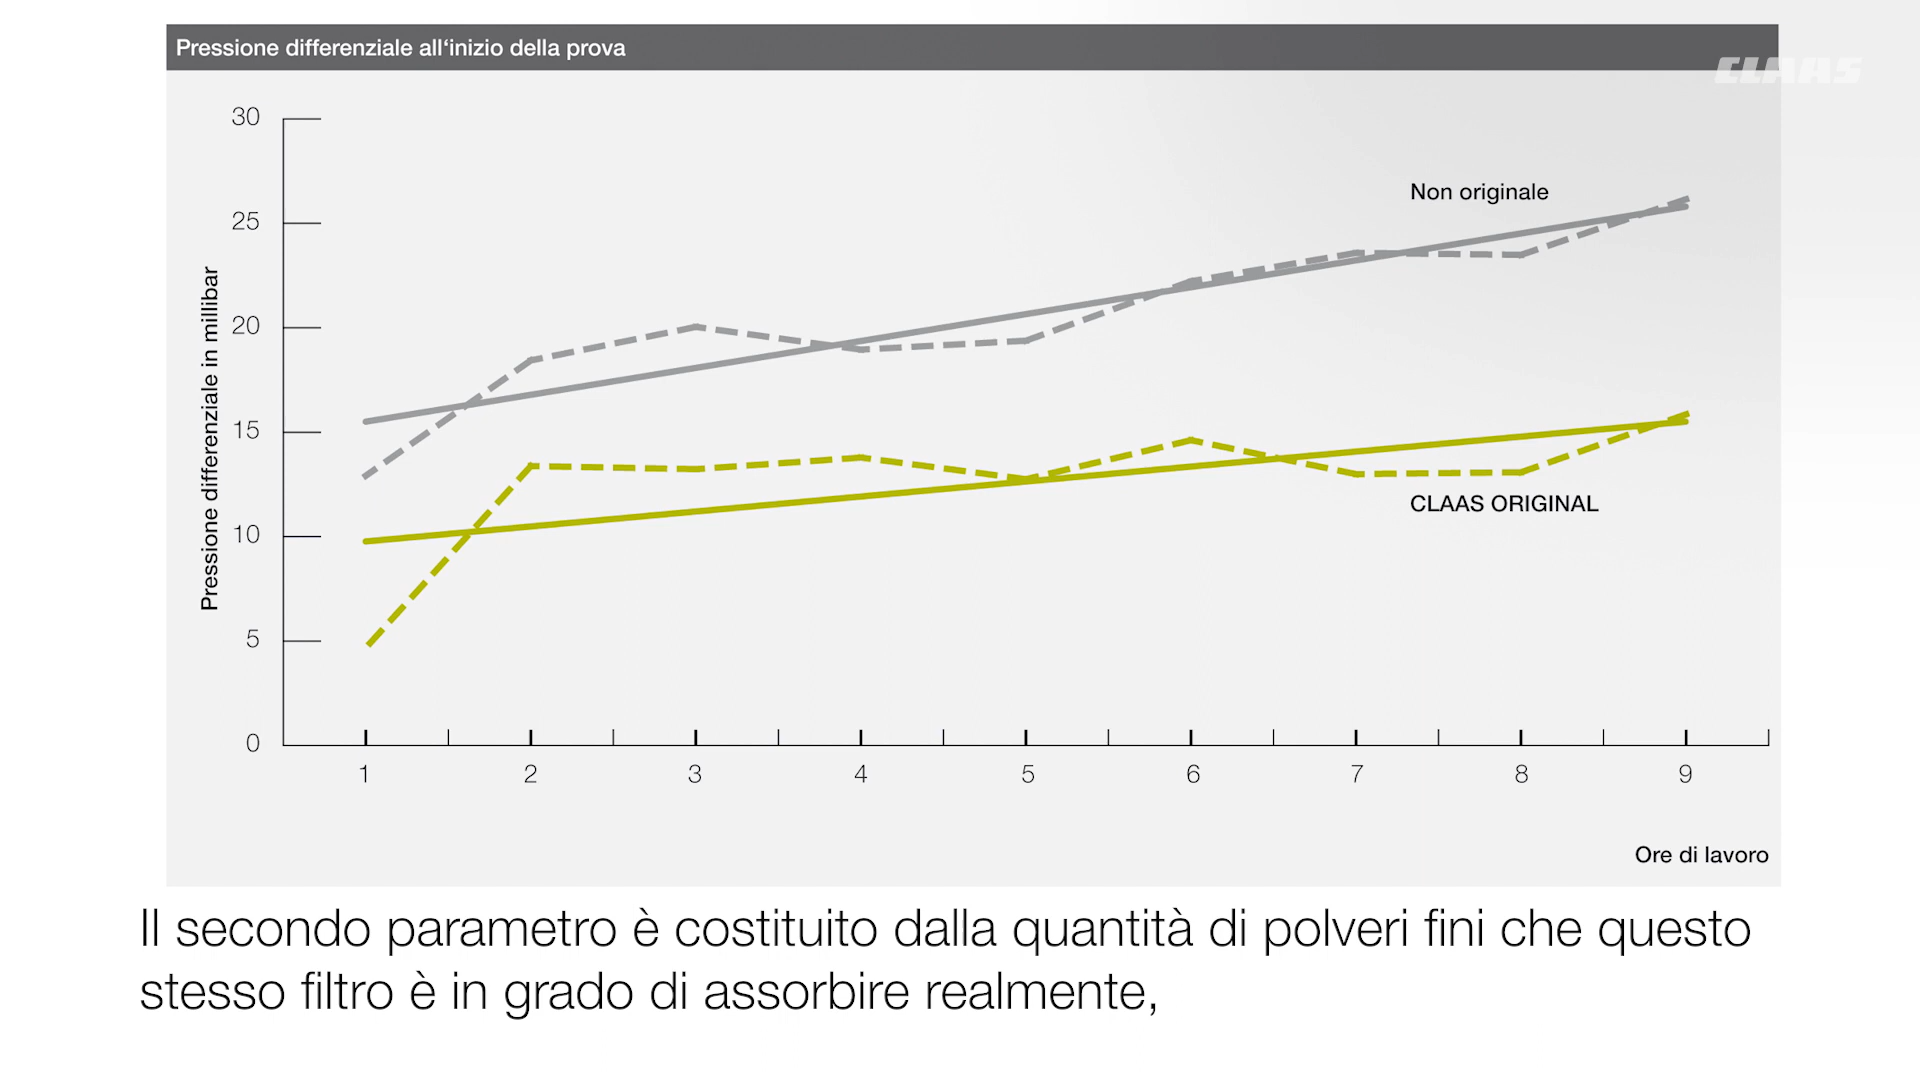 Pressione differenziale all‘inizio della prova
CLAAS
30
25
20
15
10
5
0
Pressione differenziale in millibar
Non originale
CLAAS ORIGINAL
1 2 3 4 5 6 7 8 9
Ore di lavoro
Il secondo parametro è costituito dalla quantità di polveri fini che questo
stesso filtro è in grado di assorbire realmente,